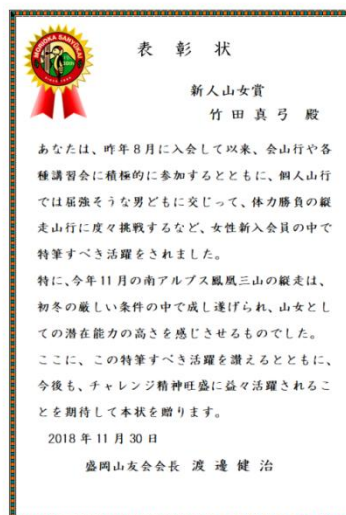 MORIOKA SANYŪKAI
表 彰 状
新人山女賞
竹 田 真 弓 殿
あなたは、昨年８月に入会して以来、会山行や各
種講習会に積極的に参加するとともに、個人山行
では屈強そうな男どもに交じって、体力勝負の縦
走山行に度々挑戦するなど、女性新入会員の中で
特筆すべき活躍をされました。
特に、今年 11 月の南アルプス鳳凰三山の縦走は、
初冬の厳しい条件の中で成し遂げられ、山女とし
ての潜在能力の高さを感じさせるものでした。
ここに、この特筆すべき活躍を讃えるとともに、
今後も、チャレンジ精神旺盛に益々活躍されるこ
とを期待して本状を贈ります。
2018 年 11 月 30 日
盛岡山友会会長 渡 邊 健 治